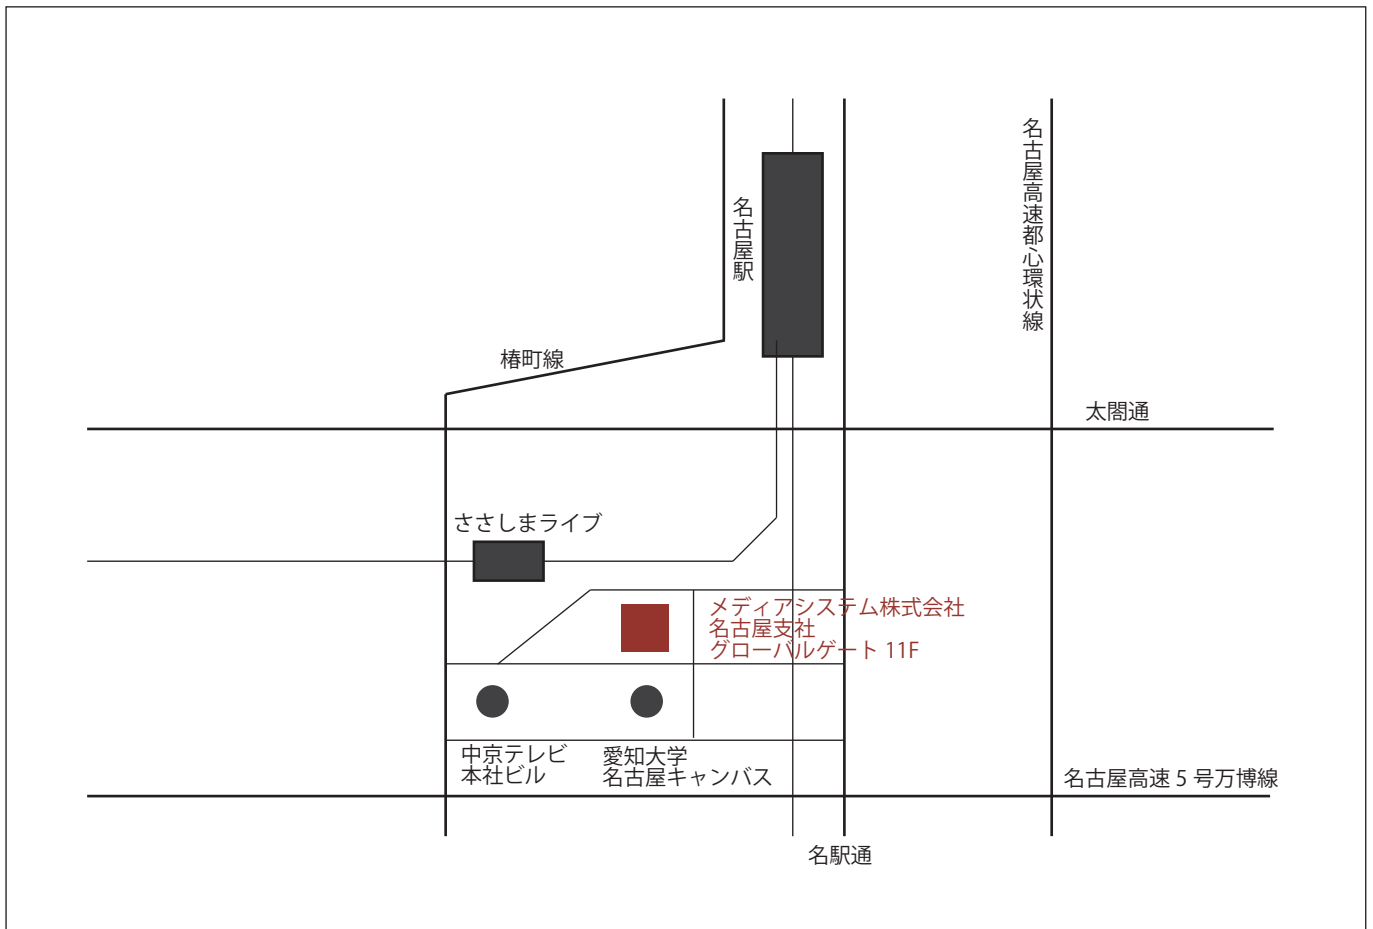 名古屋高速都心環状線
名古屋駅
椿町線
太閤通
ささしまライブ
メディアシステム株式会社
名古屋支社
グローバルゲート 11F
中京テレビ
本社ビル
愛知大学
名古屋キャンバス
名古屋高速 5 号万博線
名駅通